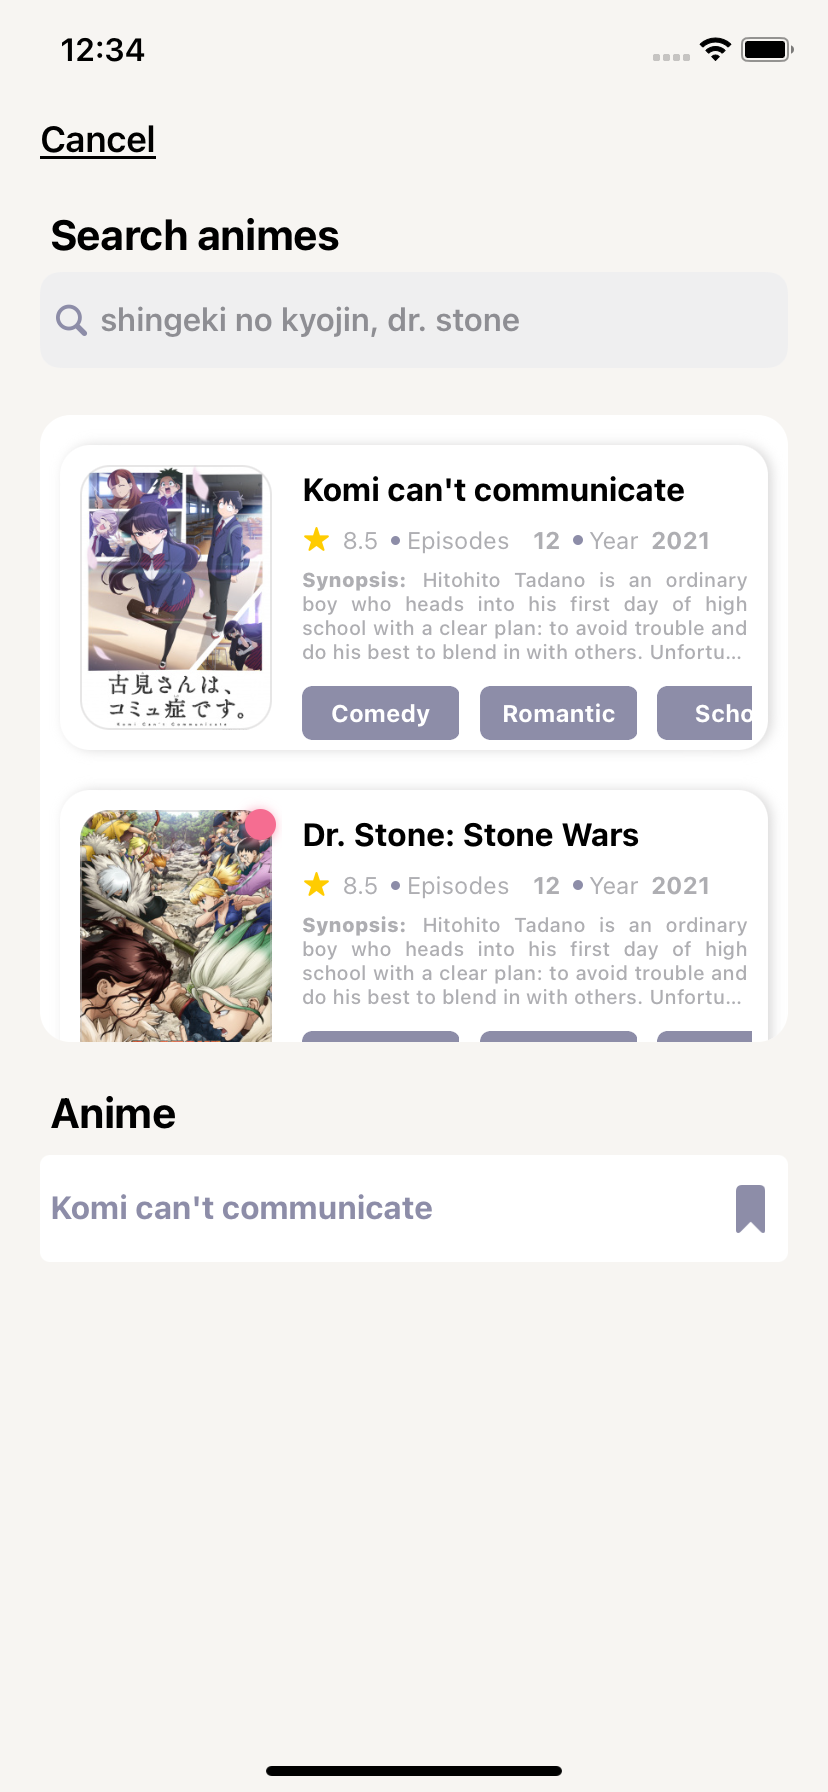 12:34
Cancel
Search animes
shingeki no kyojin, dr. stone
Komi can't communicate
8.5 • Episodes 12 • Year 2021
Synopsis: Hitohito Tadano is an ordinary
boy who heads into his first day of high
school with a clear plan: to avoid trouble and
do his best to blend in with others. Unfortu...
Comedy Romantic Scho
古見さんは、
コミュ症です。
Komi Can't Communicate
Dr. Stone: Stone Wars
8.5 • Episodes 12 • Year 2021
Synopsis: Hitohito Tadano is an ordinary
boy who heads into his first day of high
school with a clear plan: to avoid trouble and
do his best to blend in with others. Unfortu...
Anime
Komi can't communicate